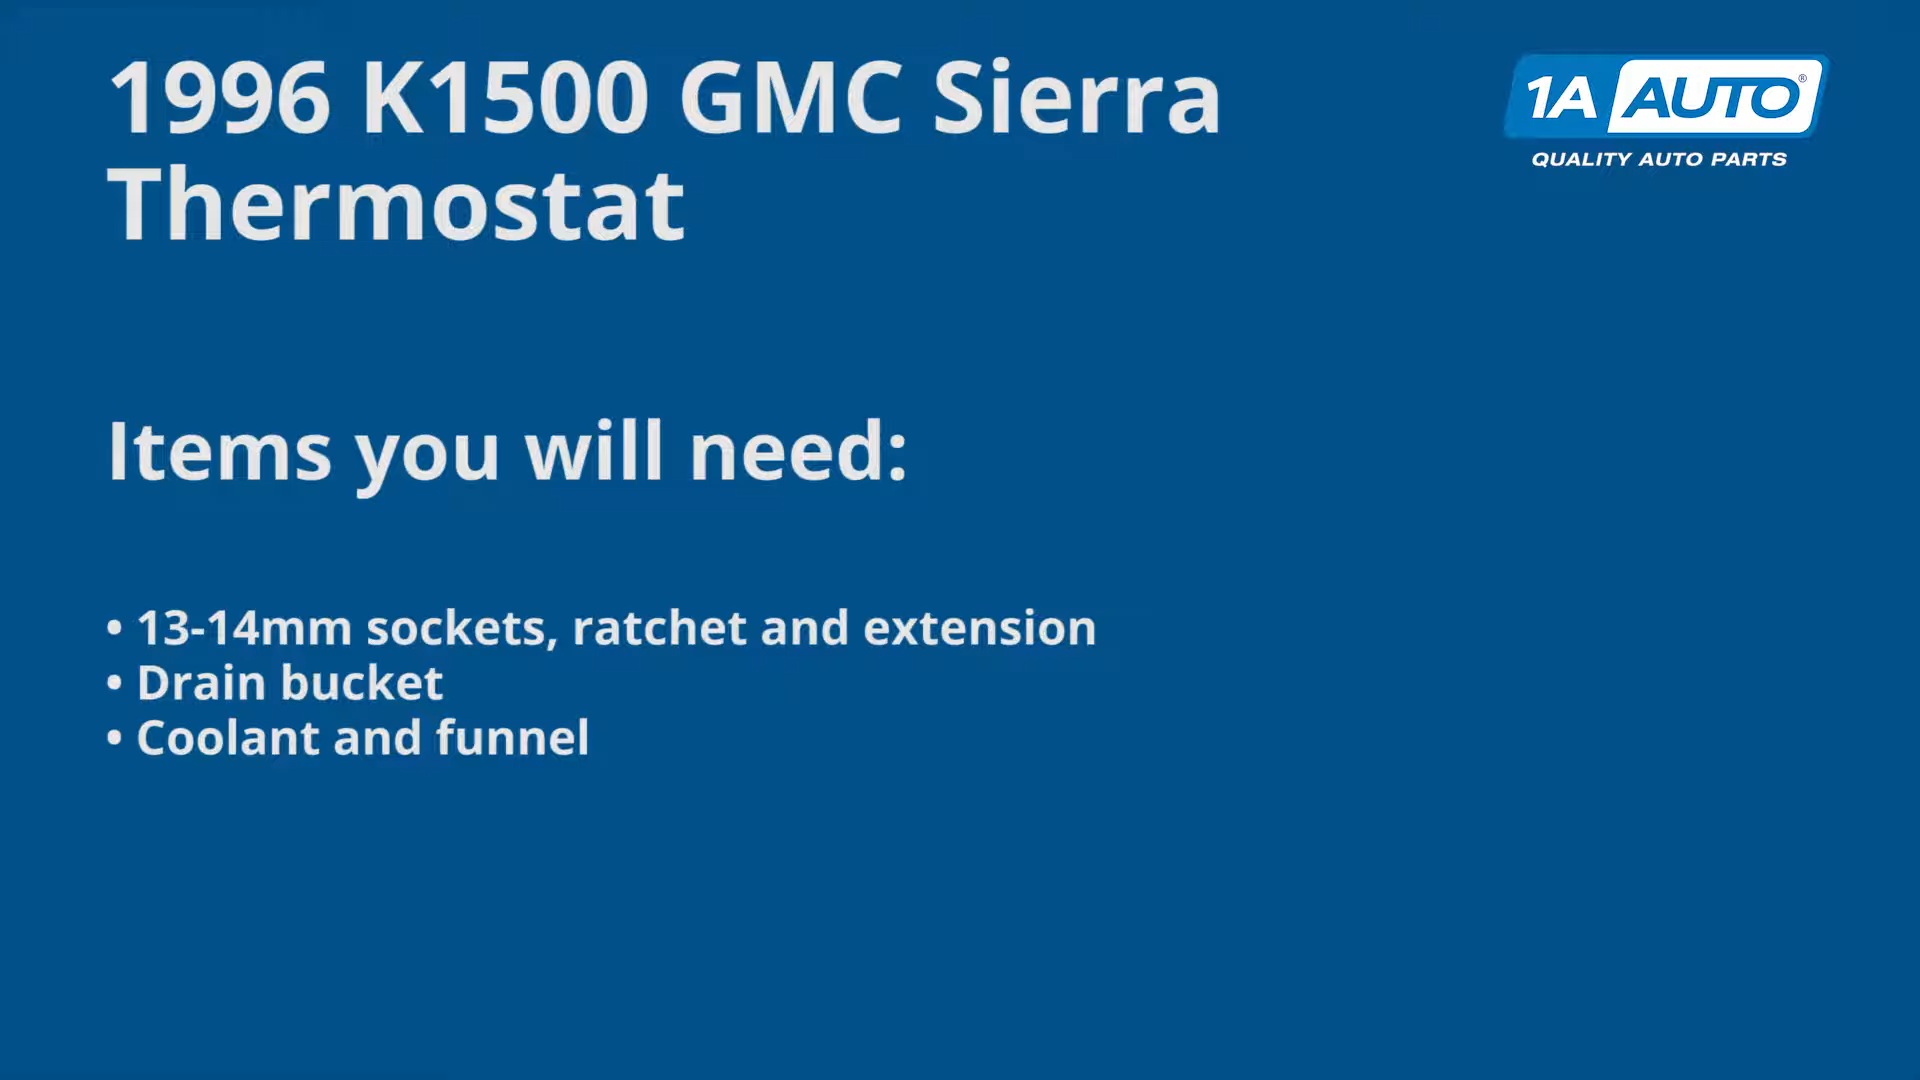 1996 K1500 GMC Sierra
Thermostat
1A AUTO®
QUALITY AUTO PARTS
Items you will need:
• 13-14mm sockets, ratchet and extension
• Drain bucket
• Coolant and funnel